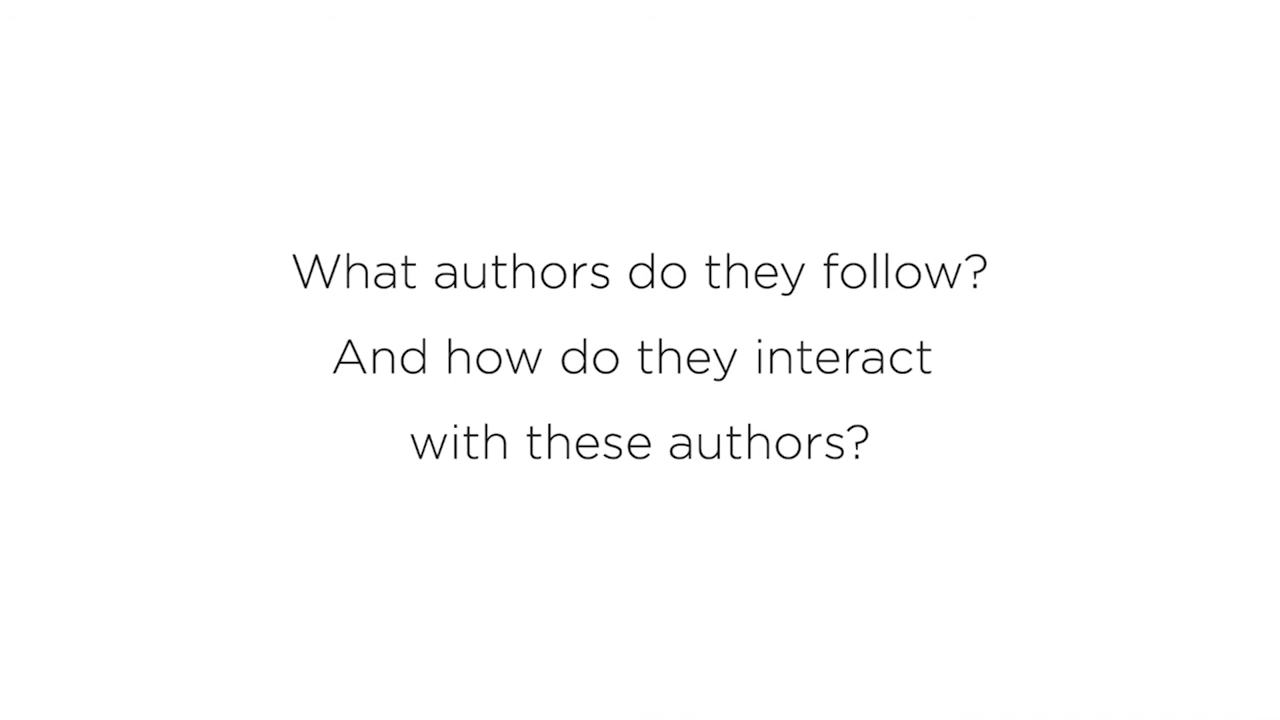 What authors do they follow?
And how do they interact
with these authors?